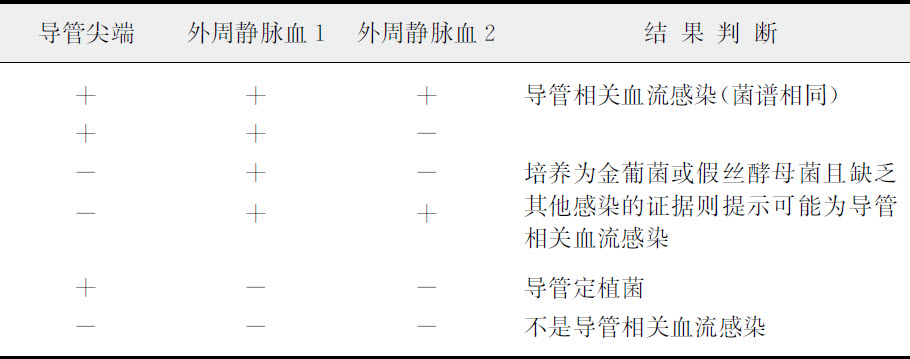 导管尖端 外周静脉血1 外周静脉血2 结果判断
+ + + 导管相关血流感染(菌谱相同)
+ + −
− + − 培养为金葡菌或假丝酵母菌且缺乏
− + + 其他感染的证据则提示可能为导管
相关血流感染
+ − − 导管定植菌
− − − 不是导管相关血流感染